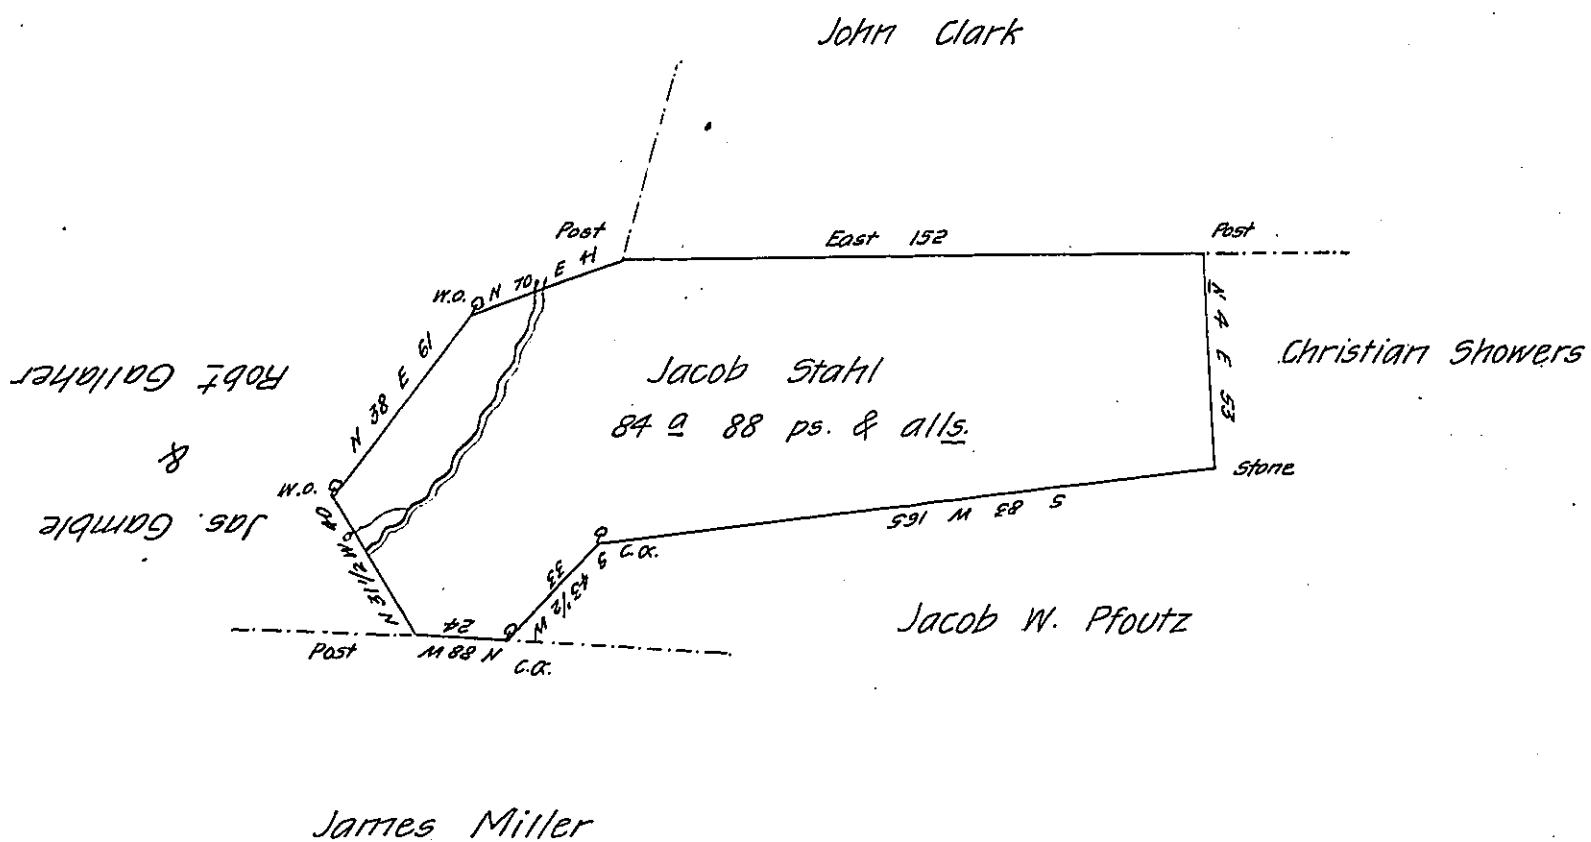 John Clark
Post
East 152
Post
N 70 E 41
W.O.
N 4 E 53
Christian Showers
N 38 E 61
Robt Gallaher
&
Jas. Gamble
Jacob Stahl
84 a 88 ps. & alls.
Stone
W.O.
S 83 W 165
C.O.
N 31 1/2 W 40
S 43 1/2 W 33
Jacob W. Pfoutz
N 88 W 24
Post
C.O.
James Miller